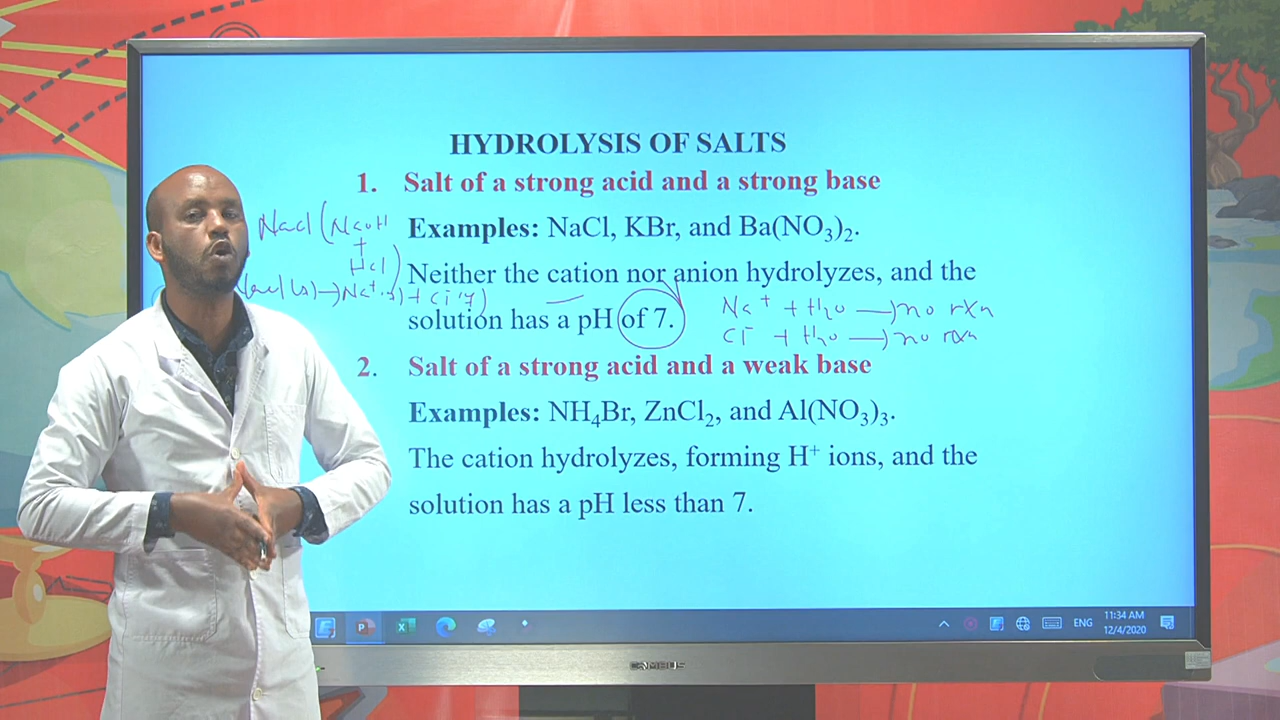 HYDROLYSIS OF SALTS
1. Salt of a strong acid and a strong base
Examples: NaCl, KBr, and Ba(NO₃)₂.
Neither the cation nor anion hydrolyzes, and the
solution has a pH of 7.
NaCl (NaOH
+
HCl)
Na⁺ + H₂O → no rxn
Cl⁻ + H₂O → no rxn
2. Salt of a strong acid and a weak base
Examples: NH₄Br, ZnCl₂, and Al(NO₃)₃.
The cation hydrolyzes, forming H⁺ ions, and the
solution has a pH less than 7.
ENG
11:34 AM
12/4/2020